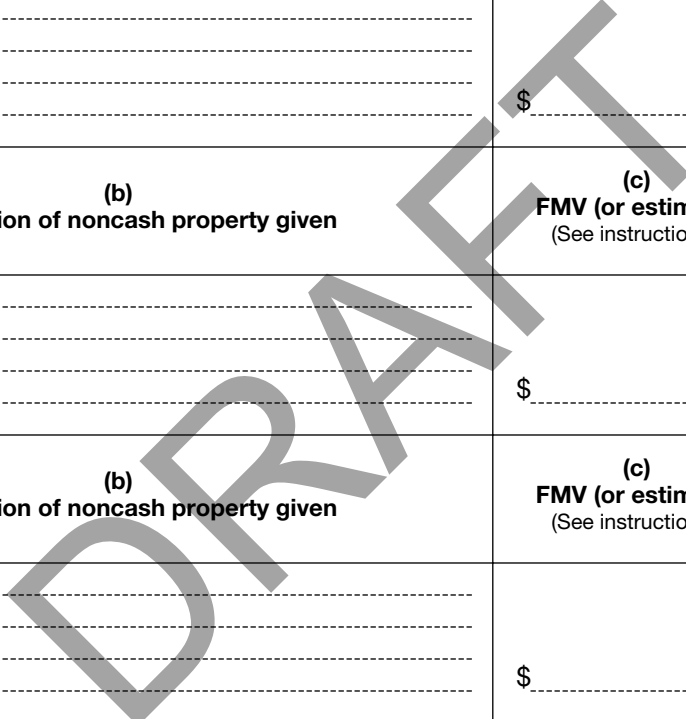 $
(b)
ion of noncash property given
(c)
FMV (or estim
(See instructio
$
(b)
ion of noncash property given
(c)
FMV (or estim
(See instructio
$
DRAFT